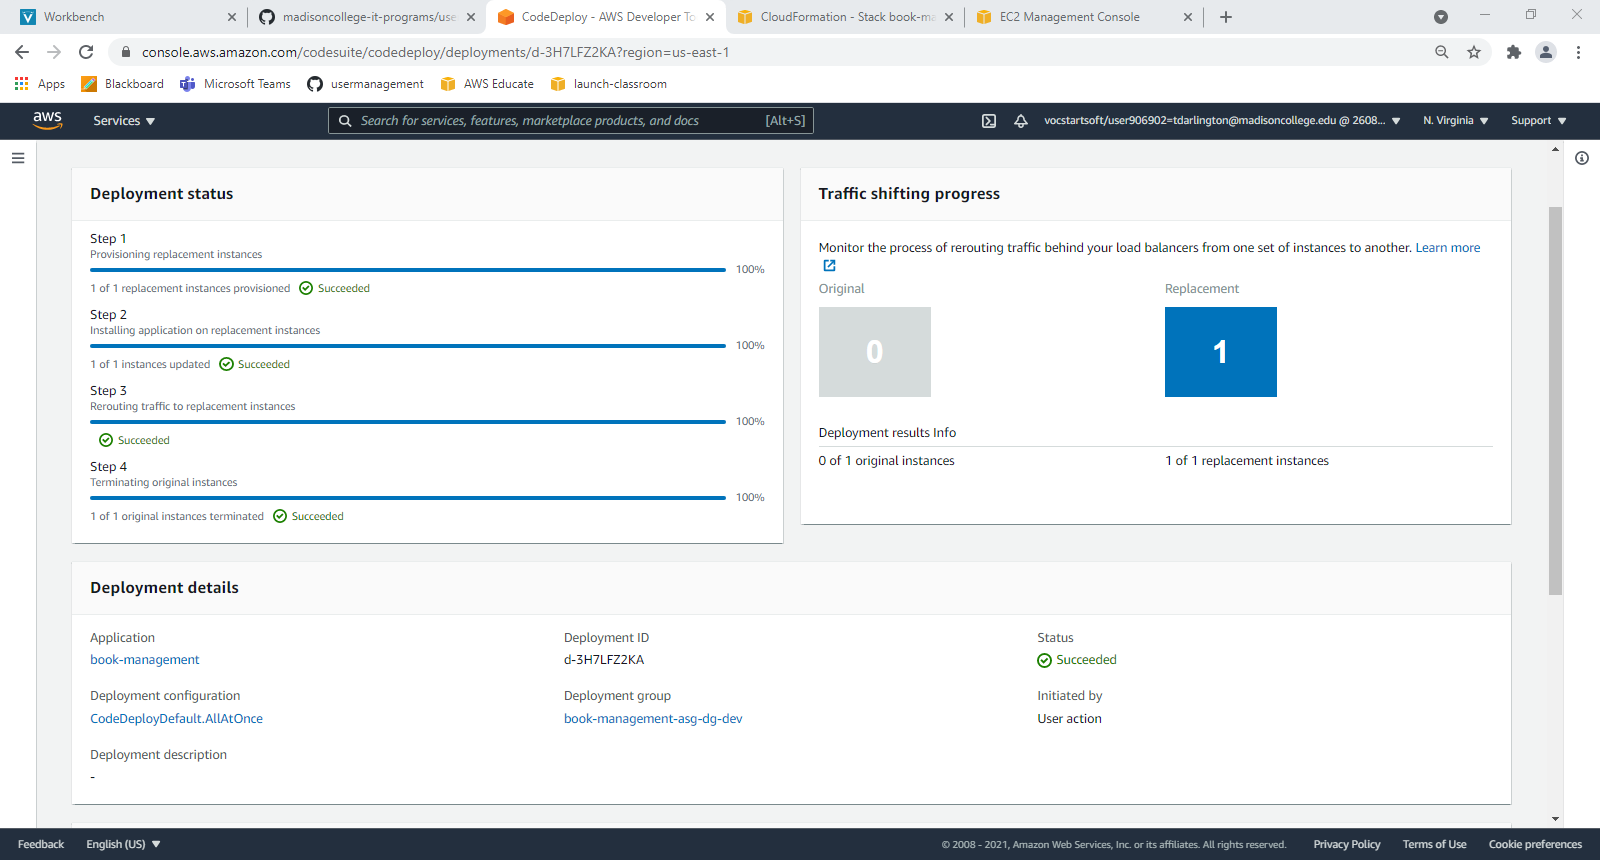 Workbench
madisoncollege-it-programs/use
CodeDeploy - AWS Developer To
CloudFormation - Stack book-ma
EC2 Management Console
console.aws.amazon.com/codesuite/codedeploy/deployments/d-3H7LFZ2KA?region=us-east-1
Apps
Blackboard
Microsoft Teams
usermanagement
AWS Educate
launch-classroom
aws
Services
Search for services, features, marketplace products, and docs
[Alt+S]
vocstartsoft/user906902=tdarlington@madisoncollege.edu @ 2608...
N. Virginia
Support
Deployment status
Step 1
Provisioning replacement instances
100%
1 of 1 replacement instances provisioned
Succeeded
Step 2
Installing application on replacement instances
100%
1 of 1 instances updated
Succeeded
Step 3
Rerouting traffic to replacement instances
100%
Succeeded
Step 4
Terminating original instances
100%
1 of 1 original instances terminated
Succeeded
Traffic shifting progress
Monitor the process of rerouting traffic behind your load balancers from one set of instances to another. Learn more
Original
Replacement
0
1
Deployment results Info
0 of 1 original instances
1 of 1 replacement instances
Deployment details
Application
book-management
Deployment ID
d-3H7LFZ2KA
Status
Succeeded
Deployment configuration
CodeDeployDefault.AllAtOnce
Deployment group
book-management-asg-dg-dev
Initiated by
User action
Deployment description
-
Feedback
English (US)
© 2008 - 2021, Amazon Web Services, Inc. or its affiliates. All rights reserved.
Privacy Policy
Terms of Use
Cookie preferences